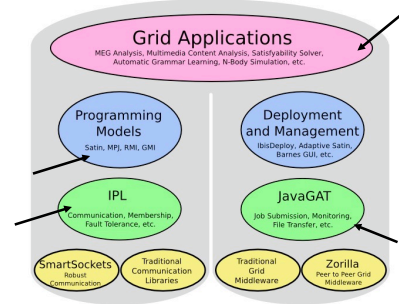 Grid Applications
MEG Analysis, Multimedia Content Analysis, Satisfyability Solver,
Automatic Grammar Learning, N-Body Simulation, etc.
Programming
Models
Satin, MPJ, RMI, GMI
Deployment
and Management
IbisDeploy, Adaptive Satin,
Barnes GUI, etc.
IPL
Communication, Membership,
Fault Tolerance, etc.
JavaGAT
Job Submission, Monitoring,
File Transfer, etc.
SmartSockets
Robust
Communication
Traditional
Communication
Libraries
Traditional
Grid
Middleware
Zorilla
Peer to Peer Grid
Middleware